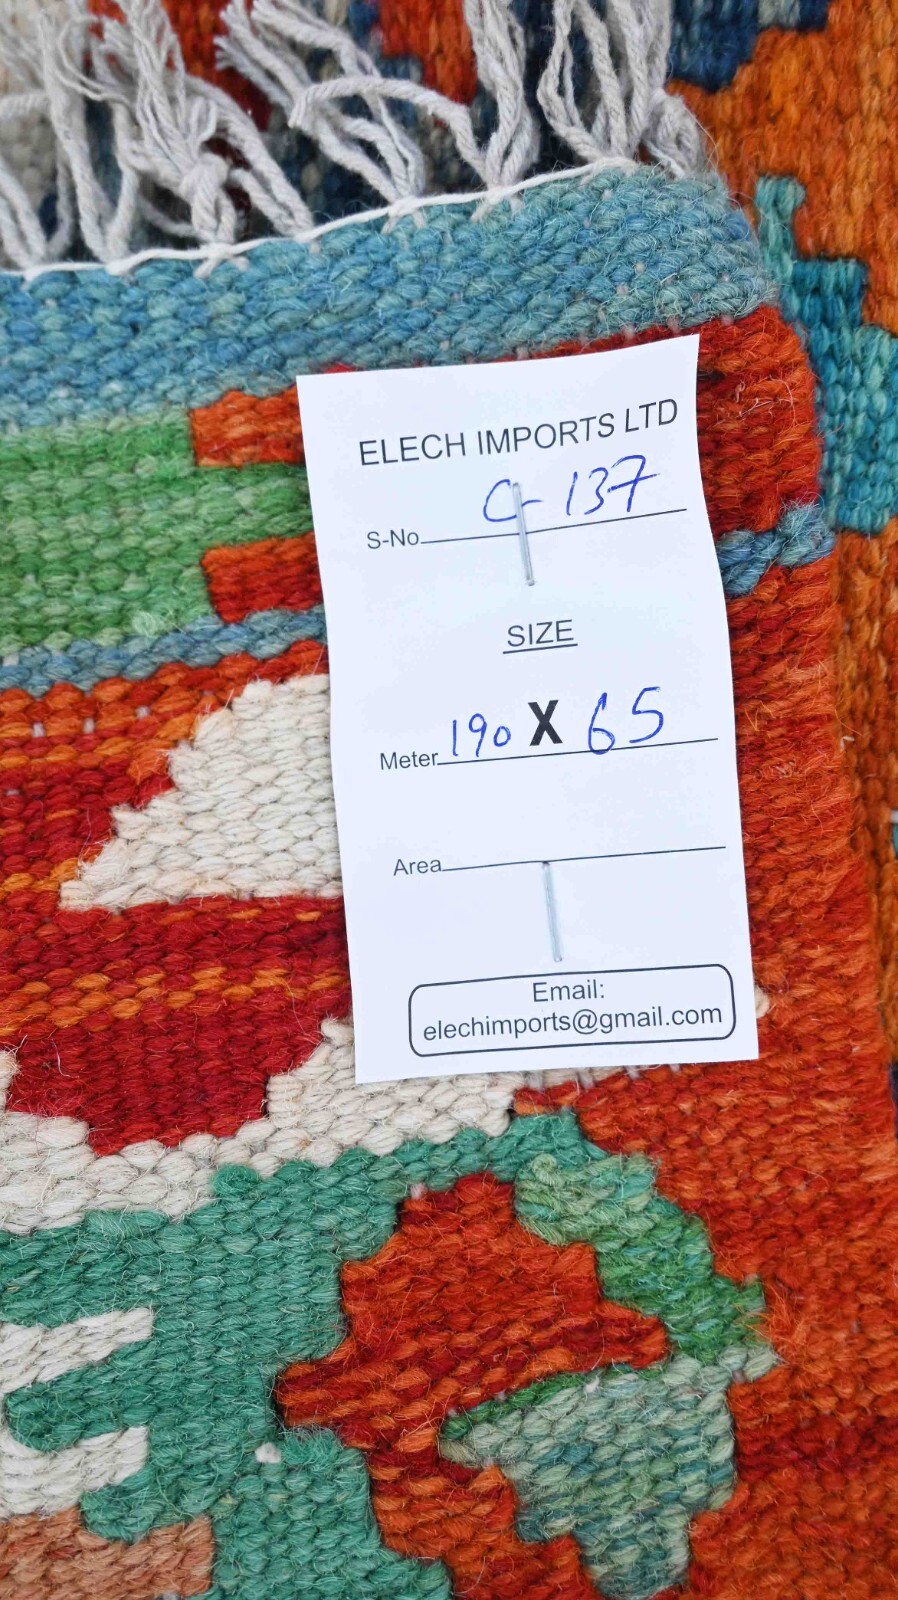 ELECH IMPORTS LTD
S-No. C 137
SIZE
Meter 190 X 65
Area
Email:
elechimports@gmail.com